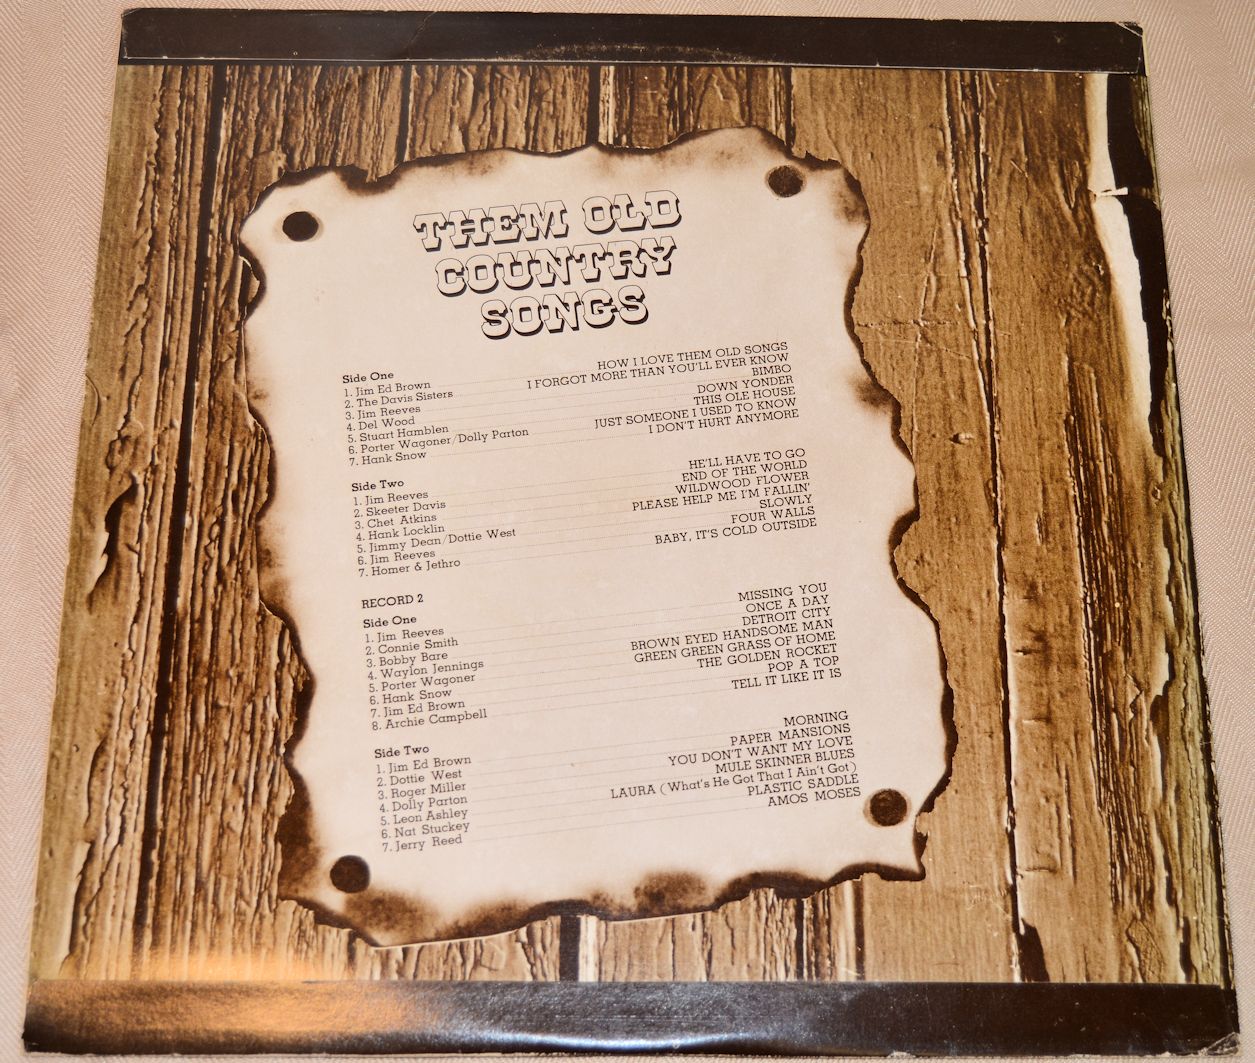 THEM OLD
COUNTRY
SONGS
Side One
1. Jim Ed Brown HOW I LOVE THEM OLD SONGS
2. The Davis Sisters I FORGOT MORE THAN YOU'LL EVER KNOW
3. Jim Reeves BIMBO
4. Del Wood DOWN YONDER
5. Stuart Hamblen THIS OLE HOUSE
6. Porter Wagoner/Dolly Parton JUST SOMEONE I USED TO KNOW
7. Hank Snow I DON'T HURT ANYMORE
Side Two
1. Jim Reeves HE'LL HAVE TO GO
2. Skeeter Davis END OF THE WORLD
3. Chet Atkins WILDWOOD FLOWER
4. Hank Locklin PLEASE HELP ME I'M FALLIN'
5. Jimmy Dean/Dottie West SLOWLY
6. Jim Reeves FOUR WALLS
7. Homer & Jethro BABY, IT'S COLD OUTSIDE
RECORD 2
Side One
1. Jim Reeves MISSING YOU
2. Connie Smith ONCE A DAY
3. Bobby Bare DETROIT CITY
4. Waylon Jennings BROWN EYED HANDSOME MAN
5. Porter Wagoner GREEN GREEN GRASS OF HOME
6. Hank Snow THE GOLDEN ROCKET
7. Jim Ed Brown POP A TOP
8. Archie Campbell TELL IT LIKE IT IS
Side Two
1. Jim Ed Brown MORNING
2. Dottie West PAPER MANSIONS
3. Roger Miller YOU DON'T WANT MY LOVE
4. Dolly Parton MULE SKINNER BLUES
5. Leon Ashley LAURA (What's He Got That I Ain't Got)
6. Nat Stuckey PLASTIC SADDLE
7. Jerry Reed AMOS MOSES